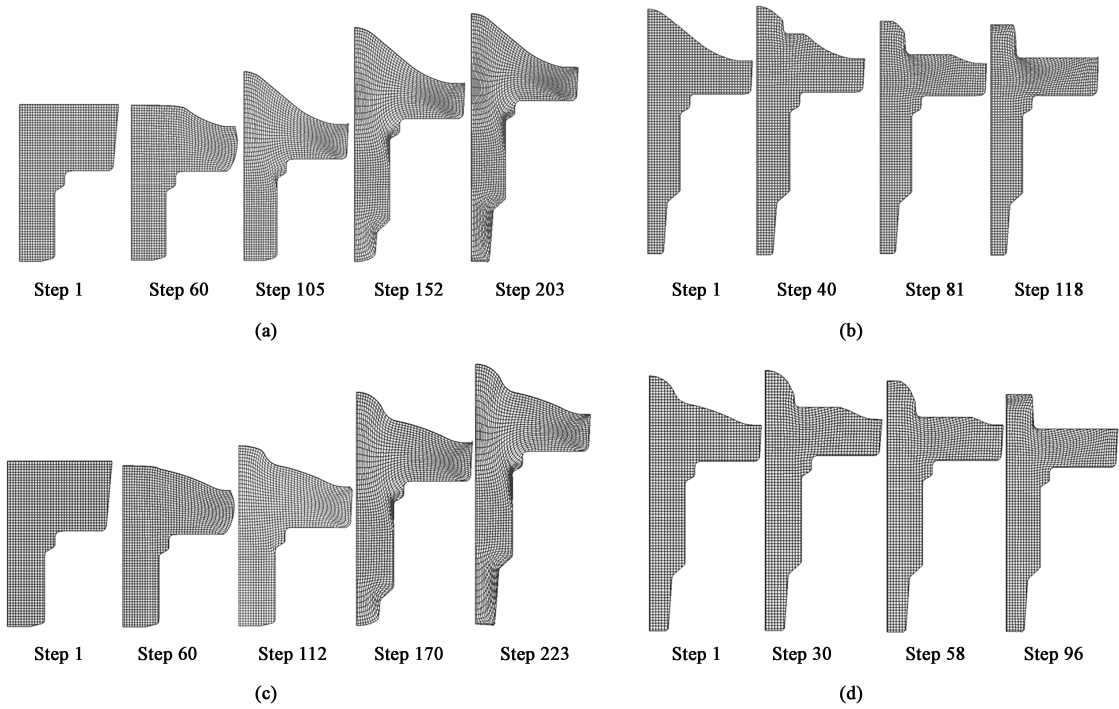 Step 1 Step 60 Step 105 Step 152 Step 203
(a)
Step 1 Step 40 Step 81 Step 118
(b)
Step 1 Step 60 Step 112 Step 170 Step 223
(c)
Step 1 Step 30 Step 58 Step 96
(d)